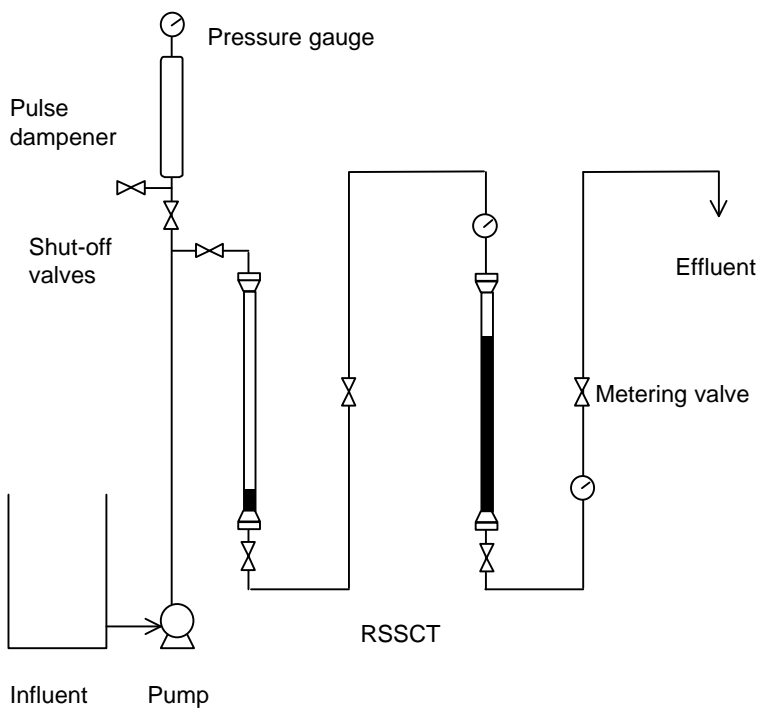 Pressure gauge
Pulse
dampener
Shut-off
valves
Effluent
Metering valve
RSSCT
Influent
Pump